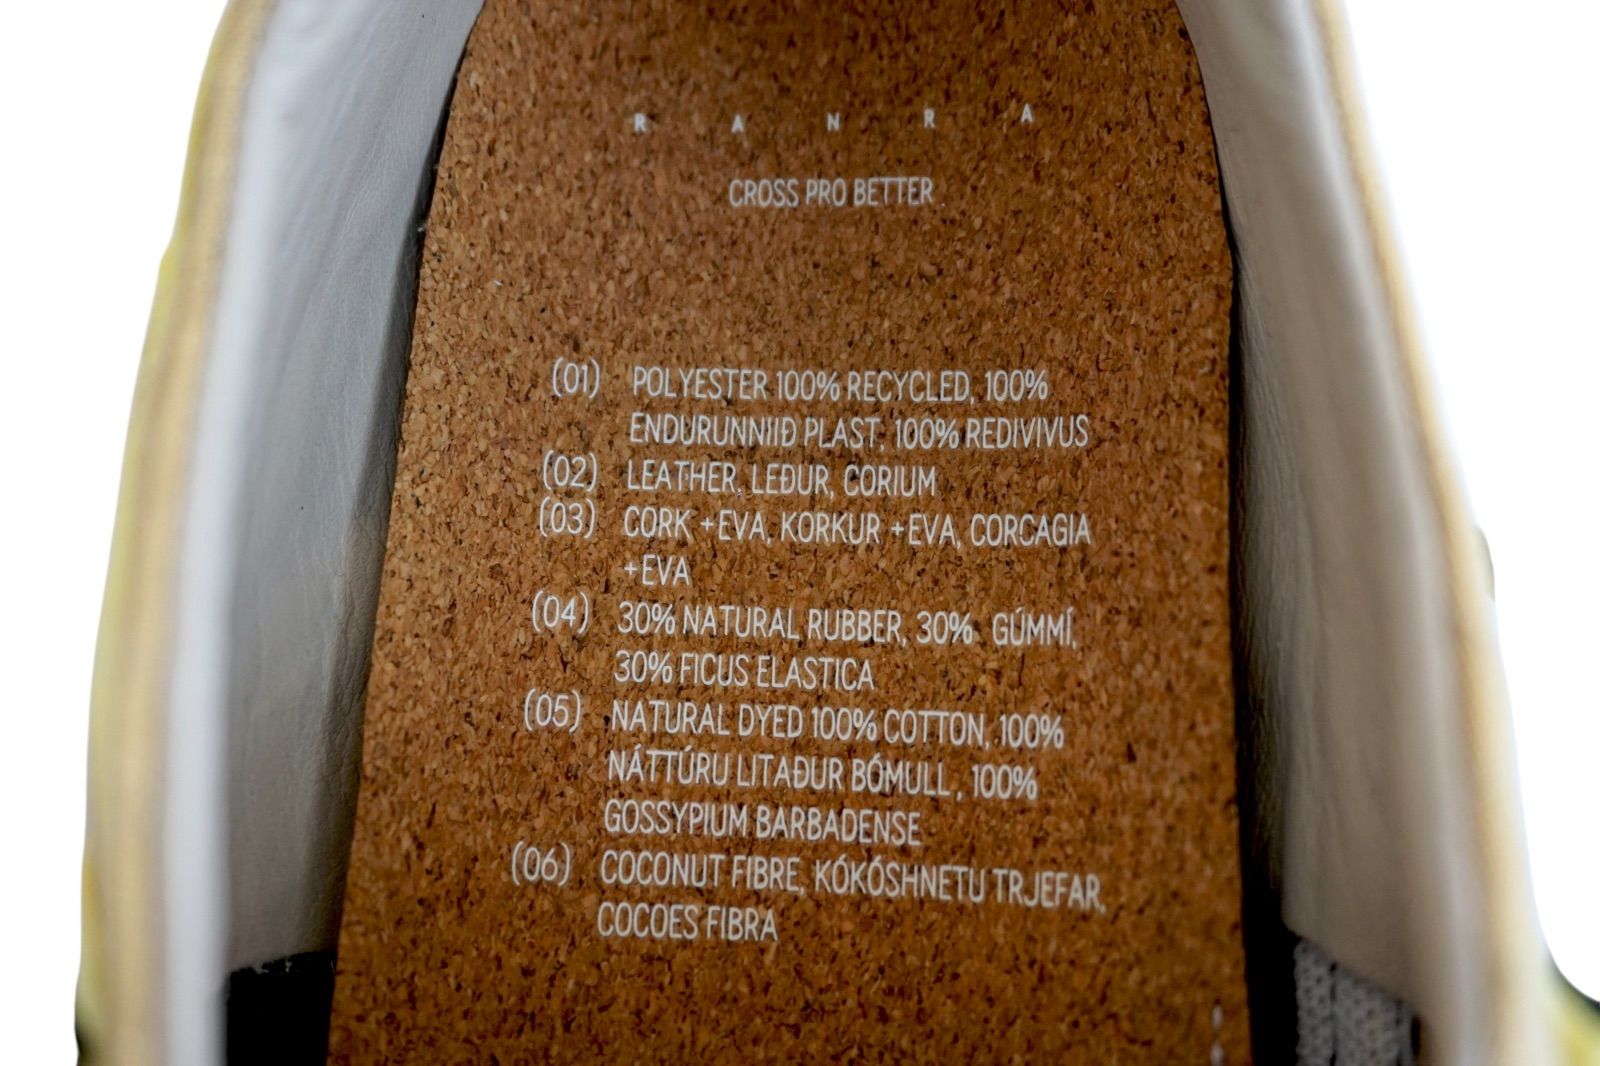 R A N R A
CROSS PRO BETTER
(01) POLYESTER 100% RECYCLED, 100%
ENDURUNNIIÐ PLAST, 100% REDIVIVUS
(02) LEATHER, LEÐUR, CORIUM
(03) CORK +EVA, KORKUR +EVA, CORCAGIA
+EVA
(04) 30% NATURAL RUBBER, 30% GÚMMÍ,
30% FICUS ELASTICA
(05) NATURAL DYED 100% COTTON, 100%
NÁTTÚRU LITAÐUR BÓMULL , 100%
GOSSYPIUM BARBADENSE
(06) COCONUT FIBRE, KÓKÓSHNETU TRJEFAR,
COCOES FIBRA